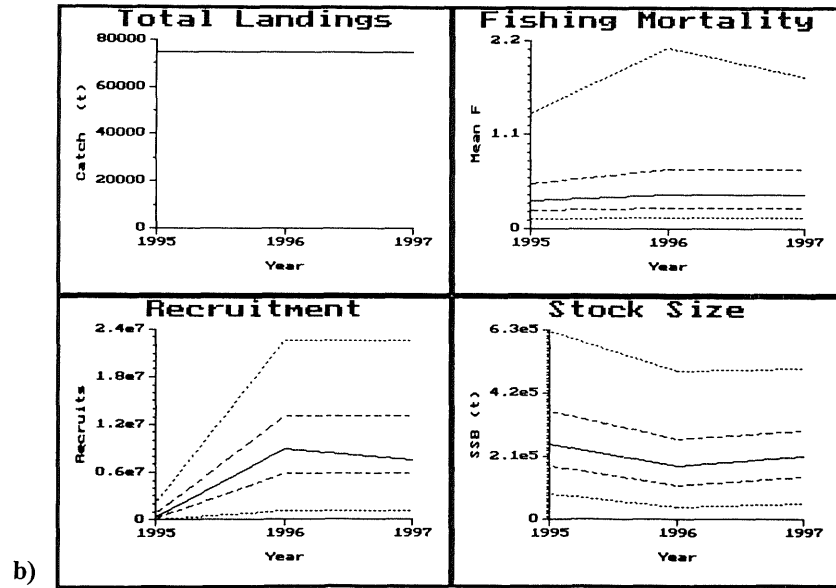 Total Landings
80000
60000
40000
20000
0
Catch (t)
1995 1996 1997
Year
Fishing Mortality
2.2
1.1
0
Mean F
1995 1996 1997
Year
Recruitment
2.4e7
1.8e7
1.2e7
0.6e7
0
Recruits
1995 1996 1997
Year
Stock Size
6.3e5
4.2e5
2.1e5
0
SSB (t)
1995 1996 1997
Year
b)